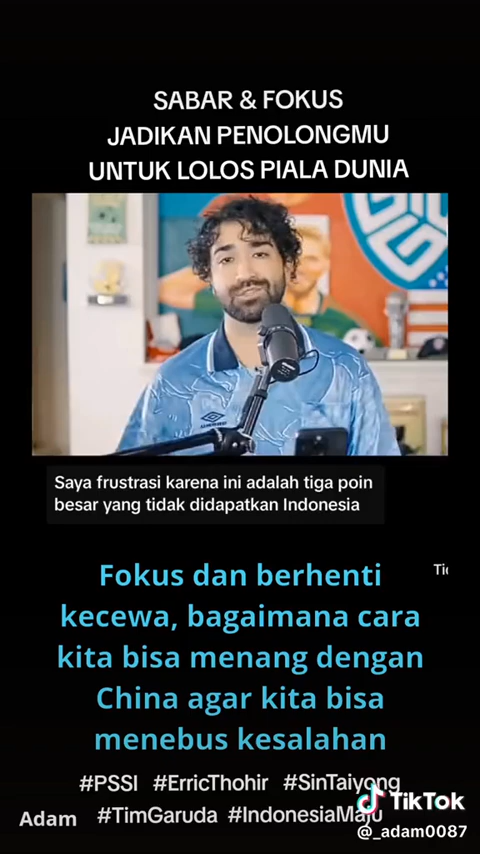 SABAR & FOKUS
JADIKAN PENOLONGMU
UNTUK LOLOS PIALA DUNIA
Saya frustrasi karena ini adalah tiga poin
besar yang tidak didapatkan Indonesia
Fokus dan berhenti
kecewa, bagaimana cara
kita bisa menang dengan
China agar kita bisa
menebus kesalahan
#PSSI #ErricThohir #SinTaiyong
Adam #TimGaruda #IndonesiaMaju
TikTok
@_adam0087